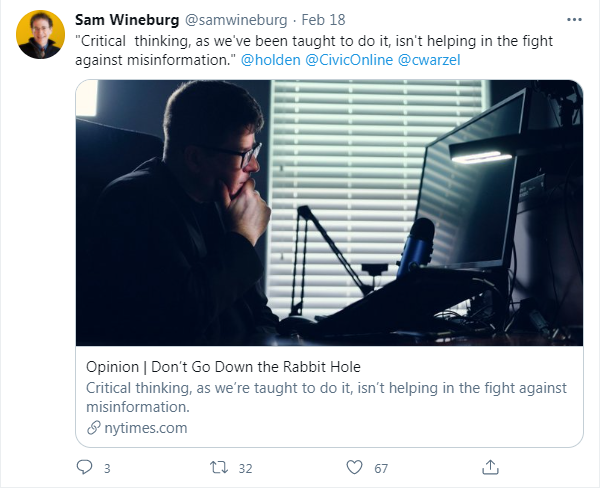 Sam Wineburg @samwineburg · Feb 18
"Critical thinking, as we've been taught to do it, isn't helping in the fight
against misinformation." @holden @CivicOnline @cwarzel
Opinion | Don't Go Down the Rabbit Hole
Critical thinking, as we're taught to do it, isn't helping in the fight against
misinformation.
nytimes.com
3 32 67